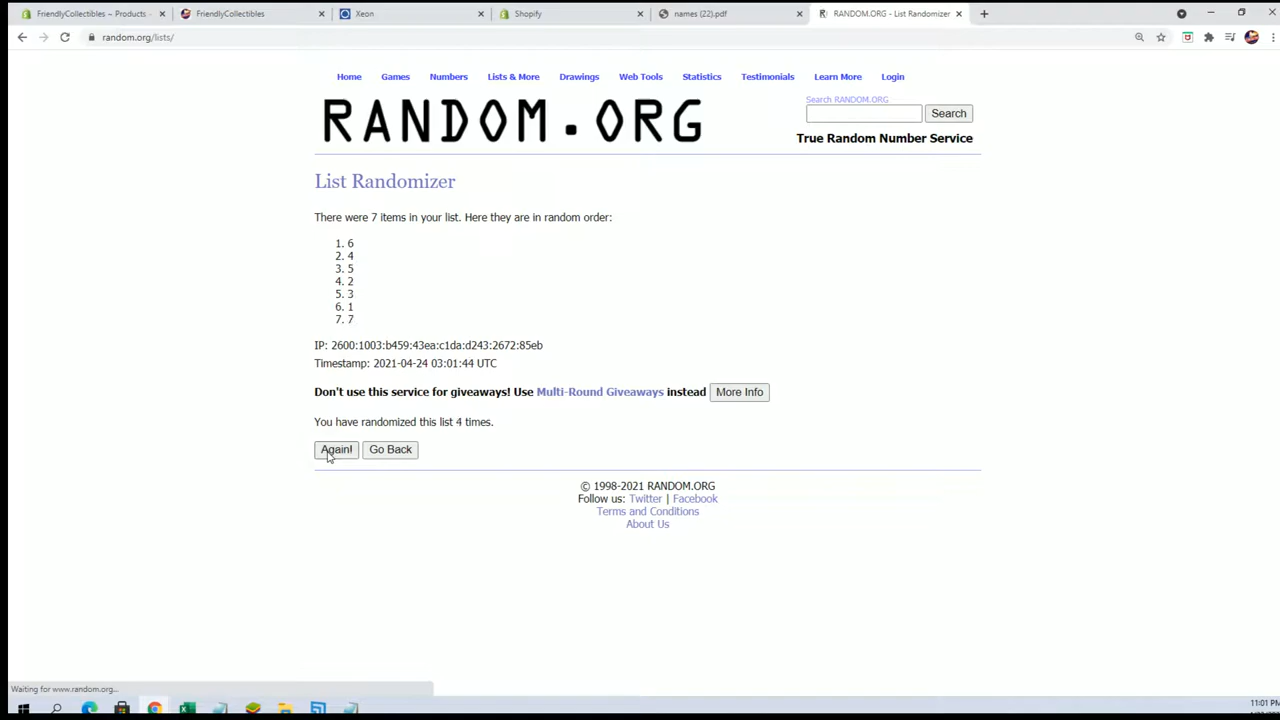 FriendlyCollectibles ~ Products
FriendlyCollectibles
Xeon
Shopify
names (22).pdf
RANDOM.ORG - List Randomizer
random.org/lists/
Home Games Numbers Lists & More Drawings Web Tools Statistics Testimonials Learn More Login
RANDOM.ORG
Search RANDOM.ORG
Search
True Random Number Service
List Randomizer
There were 7 items in your list. Here they are in random order:
1. 6
2. 4
3. 5
4. 2
5. 3
6. 1
7. 7
IP: 2600:1003:b459:43ea:c1da:d243:2672:85eb
Timestamp: 2021-04-24 03:01:44 UTC
Don't use this service for giveaways! Use Multi-Round Giveaways instead More Info
You have randomized this list 4 times.
Again! Go Back
© 1998-2021 RANDOM.ORG
Follow us: Twitter | Facebook
Terms and Conditions
About Us
Waiting for www.random.org...
11:01 PM